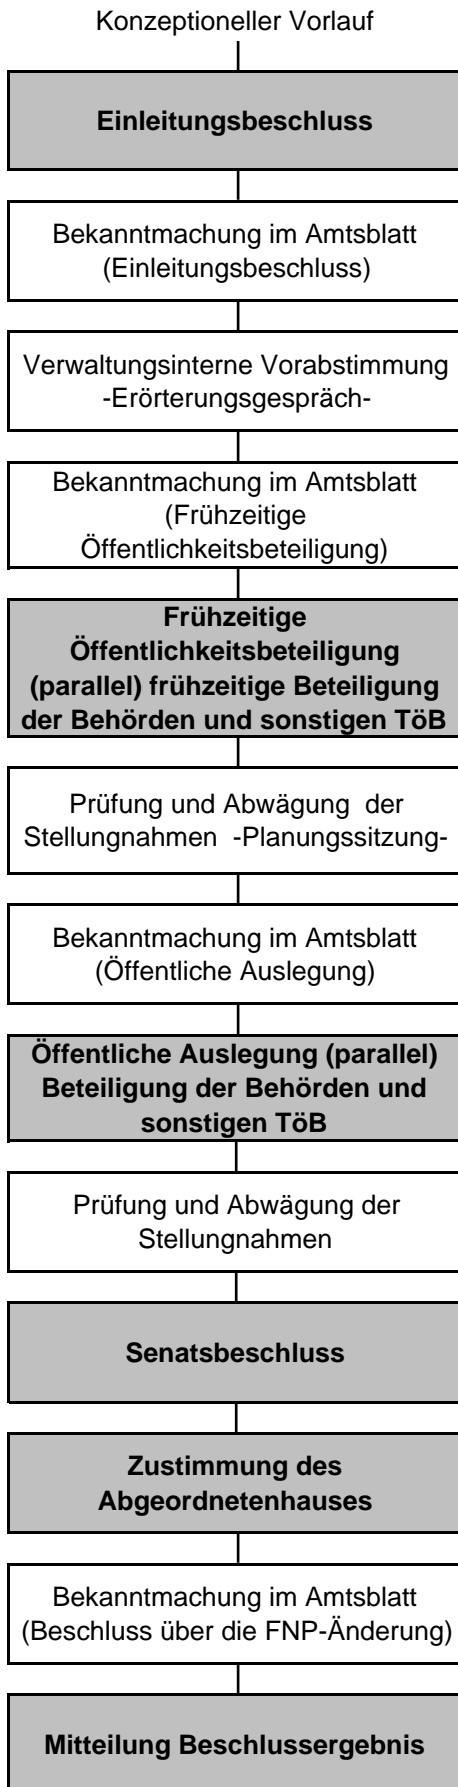 Konzeptioneller Vorlauf
Einleitungsbeschluss
Bekanntmachung im Amtsblatt
(Einleitungsbeschluss)
Verwaltungsinterne Vorabstimmung
-Erörterungsgespräch-
Bekanntmachung im Amtsblatt
(Frühzeitige
Öffentlichkeitsbeteiligung)
Frühzeitige
Öffentlichkeitsbeteiligung
(parallel) frühzeitige Beteiligung
der Behörden und sonstigen TöB
Prüfung und Abwägung der
Stellungnahmen -Planungssitzung-
Bekanntmachung im Amtsblatt
(Öffentliche Auslegung)
Öffentliche Auslegung (parallel)
Beteiligung der Behörden und
sonstigen TöB
Prüfung und Abwägung der
Stellungnahmen
Senatsbeschluss
Zustimmung des
Abgeordnetenhauses
Bekanntmachung im Amtsblatt
(Beschluss über die FNP-Änderung)
Mitteilung Beschlussergebnis